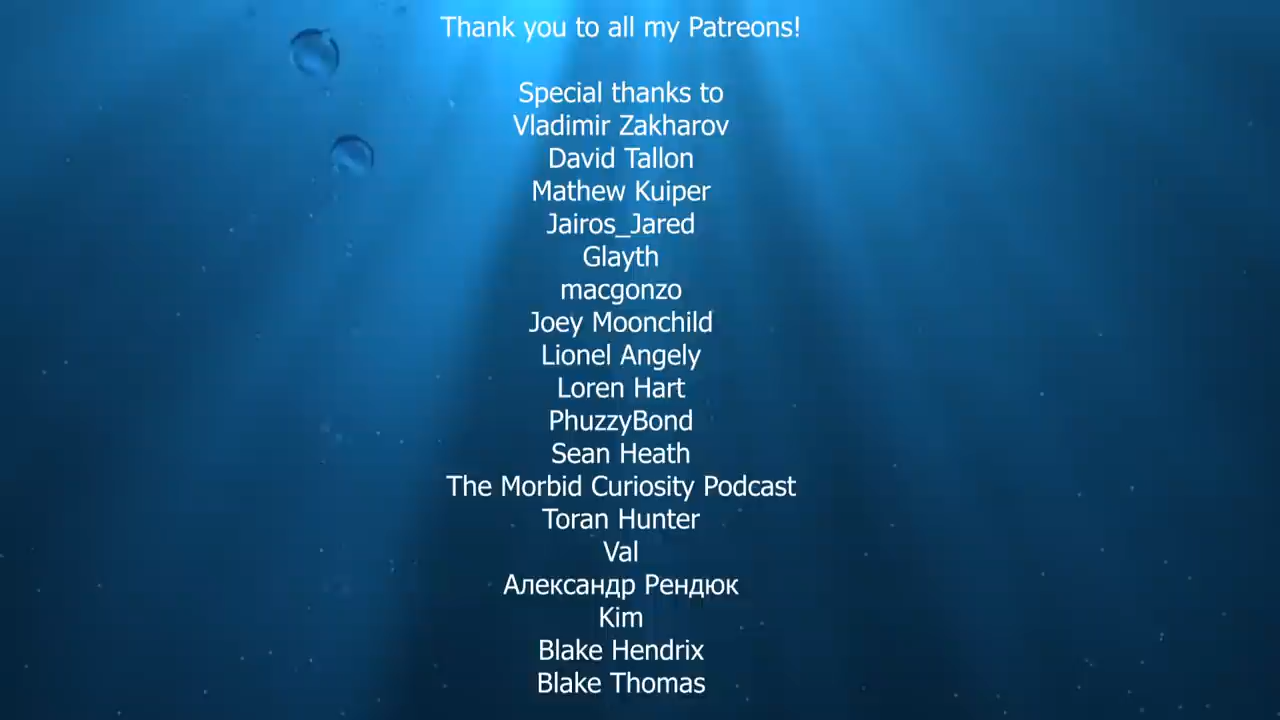 Thank you to all my Patreons!
Special thanks to
Vladimir Zakharov
David Tallon
Mathew Kuiper
Jairos_Jared
Glayth
macgonzo
Joey Moonchild
Lionel Angely
Loren Hart
PhuzzyBond
Sean Heath
The Morbid Curiosity Podcast
Toran Hunter
Val
Александр Рендюк
Kim
Blake Hendrix
Blake Thomas